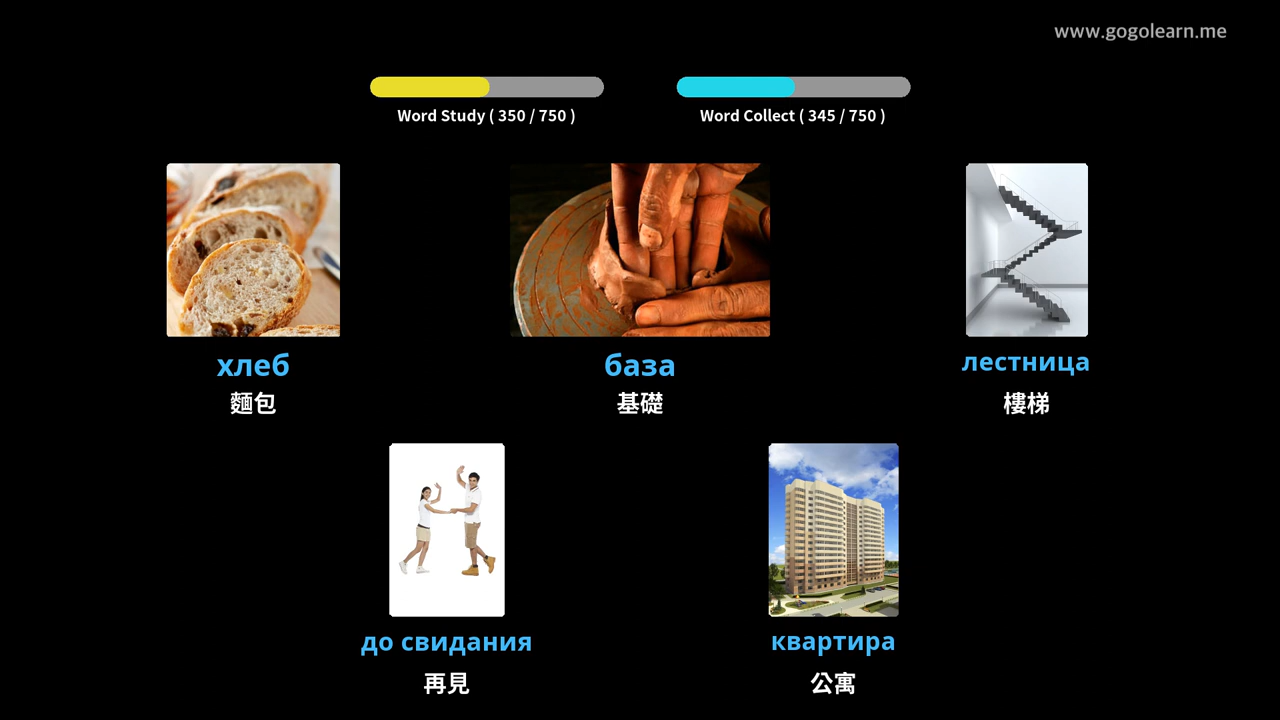 www.gogolearn.me
Word Study ( 350 / 750 )
Word Collect ( 345 / 750 )
хлеб
麵包
база
基礎
лестница
樓梯
до свидания
再見
квартира
公寓